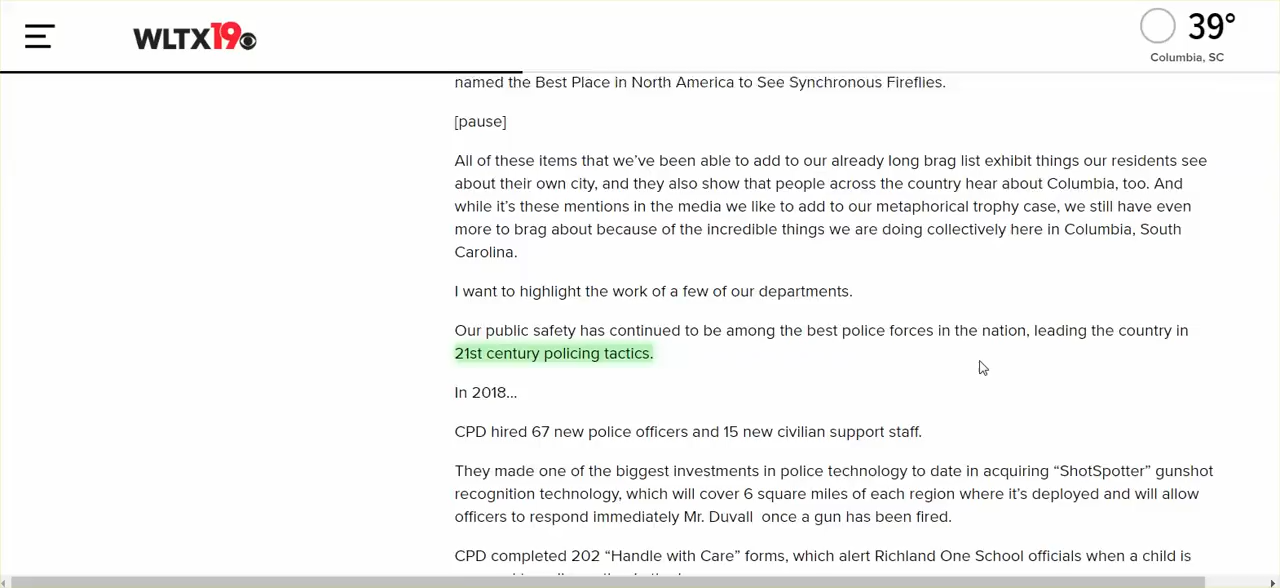 WLTX19
39°
Columbia, SC
named the Best Place in North America to See Synchronous Fireflies.
[pause]
All of these items that we’ve been able to add to our already long brag list exhibit things our residents see
about their own city, and they also show that people across the country hear about Columbia, too. And
while it’s these mentions in the media we like to add to our metaphorical trophy case, we still have even
more to brag about because of the incredible things we are doing collectively here in Columbia, South
Carolina.
I want to highlight the work of a few of our departments.
Our public safety has continued to be among the best police forces in the nation, leading the country in
21st century policing tactics.
In 2018...
CPD hired 67 new police officers and 15 new civilian support staff.
They made one of the biggest investments in police technology to date in acquiring “ShotSpotter” gunshot
recognition technology, which will cover 6 square miles of each region where it’s deployed and will allow
officers to respond immediately Mr. Duvall  once a gun has been fired.
CPD completed 202 “Handle with Care” forms, which alert Richland One School officials when a child is